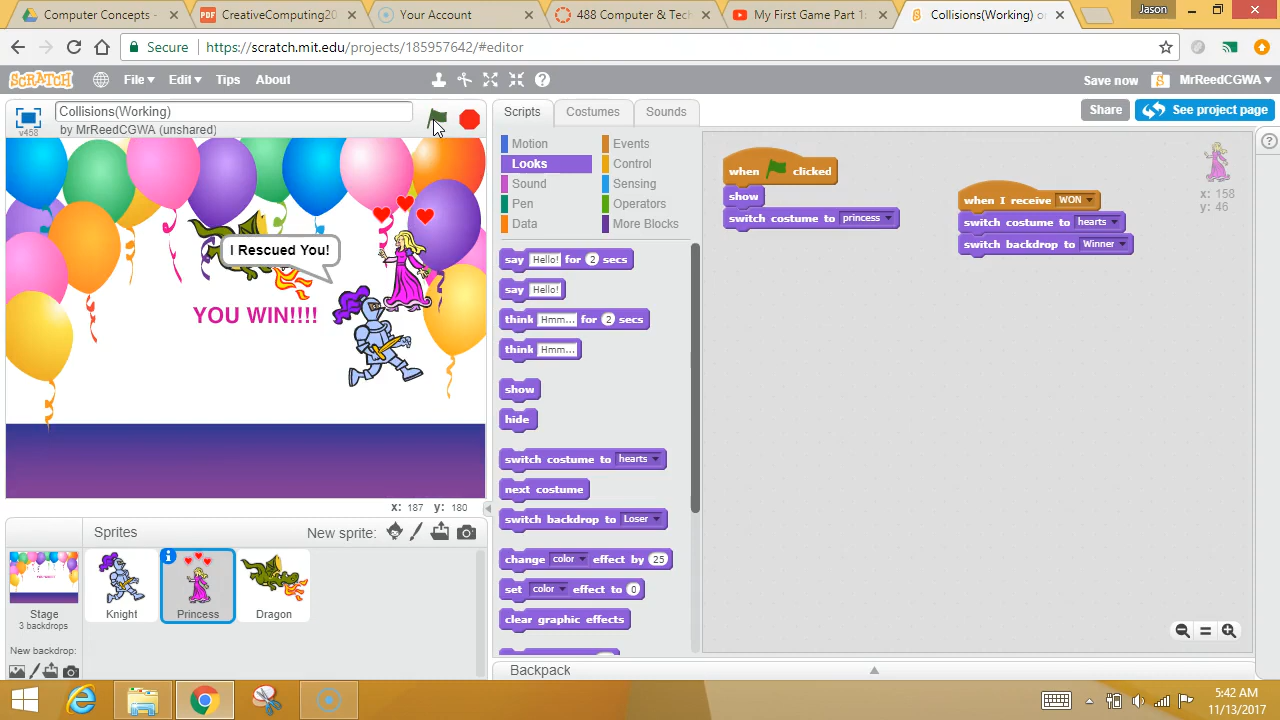 Computer Concepts -
CreativeComputing20
Your Account
488 Computer & Tech
My First Game Part 1:
Collisions(Working) o
Jason
Secure
https://scratch.mit.edu/projects/185957642/#editor
SCRATCH
File
Edit
Tips
About
Save now
MrReedCGWA
v458
Collisions(Working)
by MrReedCGWA (unshared)
Scripts
Costumes
Sounds
Share
See project page
Motion
Looks
Sound
Pen
Data
Events
Control
Sensing
Operators
More Blocks
say Hello! for 2 secs
say Hello!
think Hmm... for 2 secs
think Hmm...
show
hide
switch costume to hearts
next costume
switch backdrop to Loser
change color effect by 25
set color effect to 0
clear graphic effects
when clicked
show
switch costume to princess
when I receive WON
switch costume to hearts
switch backdrop to Winner
x: 158
y: 46
I Rescued You!
YOU WIN!!!!
x: 187 y: 180
Sprites
New sprite:
Stage
3 backdrops
New backdrop:
Knight
Princess
Dragon
Backpack
5:42 AM
11/13/2017